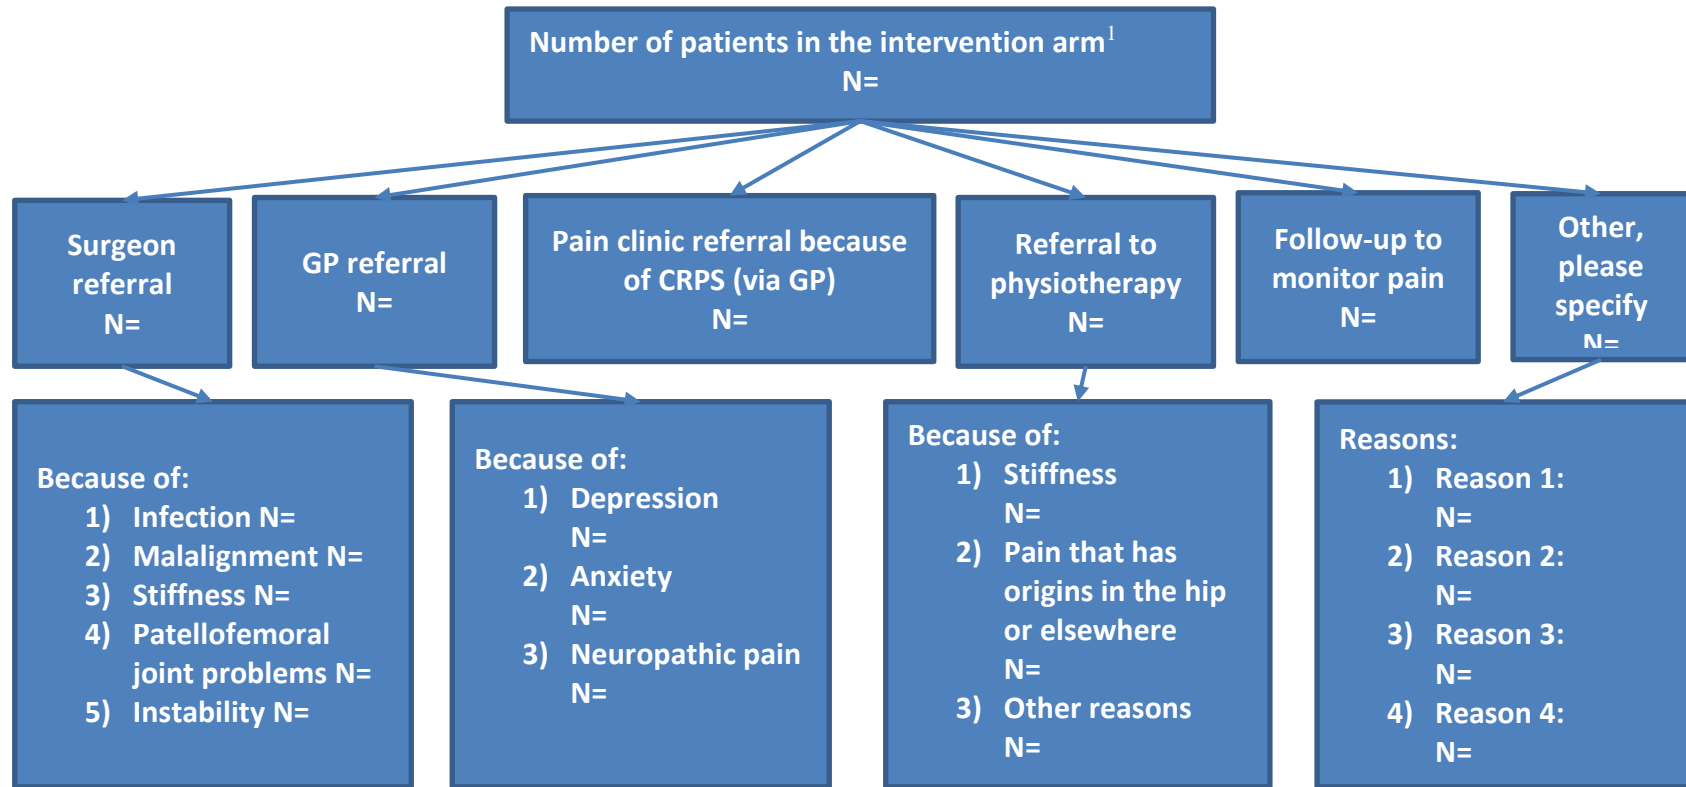 Number of patients in the intervention arm1
N=
Surgeon
referral
N=
GP referral
N=
Pain clinic referral because
of CRPS (via GP)
N=
Referral to
physiotherapy
N=
Follow-up to
monitor pain
N=
Other,
please
specify
N=
Because of:
1) Infection N=
2) Malalignment N=
3) Stiffness N=
4) Patellofemoral
joint problems N=
5) Instability N=
Because of:
1) Depression
N=
2) Anxiety
N=
3) Neuropathic pain
N=
Because of:
1) Stiffness
N=
2) Pain that has
origins in the hip
or elsewhere
N=
3) Other reasons
N=
Reasons:
1) Reason 1:
N=
2) Reason 2:
N=
3) Reason 3:
N=
4) Reason 4:
N=